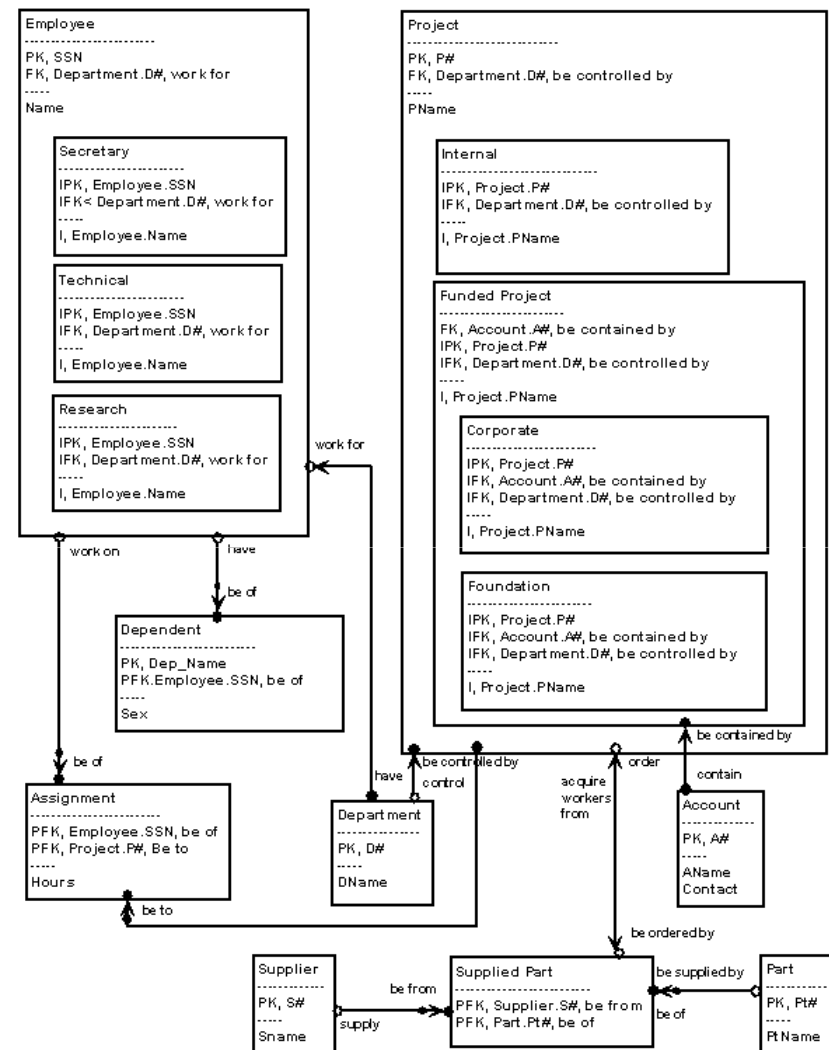 Employee
------------------------
PK, SSN
FK, Department.D#, work for
-----
Name
Secretary
-----------------------
IPK, Employee.SSN
IFK< Department.D#, work for
-----
I, Employee.Name
Technical
-----------------------
IPK, Employee.SSN
IFK, Department.D#, work for
-----
I, Employee.Name
Research
----------------------
IPK, Employee.SSN
IFK, Department.D#, work for
-----
I, Employee.Name
Project
----------------------------
PK, P#
FK, Department.D#, be controlled by
-----
PName
Internal
-----------------------------
IPK, Project.P#
IFK, Department.D#, be controlled by
-----
I, Project.PName
Funded Project
-----------------------
FK, Account.A#, be contained by
IPK, Project.P#
IFK, Department.D#, be controlled by
-----
I, Project.PName
Corporate
------------------------
IPK, Project.P#
IFK, Account.A#, be contained by
IFK, Department.D#, be controlled by
-----
I, Project.PName
Foundation
-----------------------
IPK, Project.P#
IFK, Account.A#, be contained by
IFK, Department.D#, be controlled by
-----
I, Project.PName
work for
work on
have
be of
Dependent
-------------------------
PK, Dep_Name
PFK.Employee.SSN, be of
-----
Sex
be of
have
be controlled by
control
order
acquire
workers
from
be contained by
contain
Assignment
------------------------
PFK, Employee.SSN, be of
PFK, Project.P#, Be to
-----
Hours
be to
Department
---------------
PK, D#
-----
DName
Account
-------------
PK, A#
-----
AName
Contact
be ordered by
Supplier
------------
PK, S#
-----
Sname
be from
supply
Supplied Part
-------------------------
PFK, Supplier.S#, be from
PFK, Part.Pt#, be of
be supplied by
be of
Part
-----------
PK, Pt#
-----
PtName